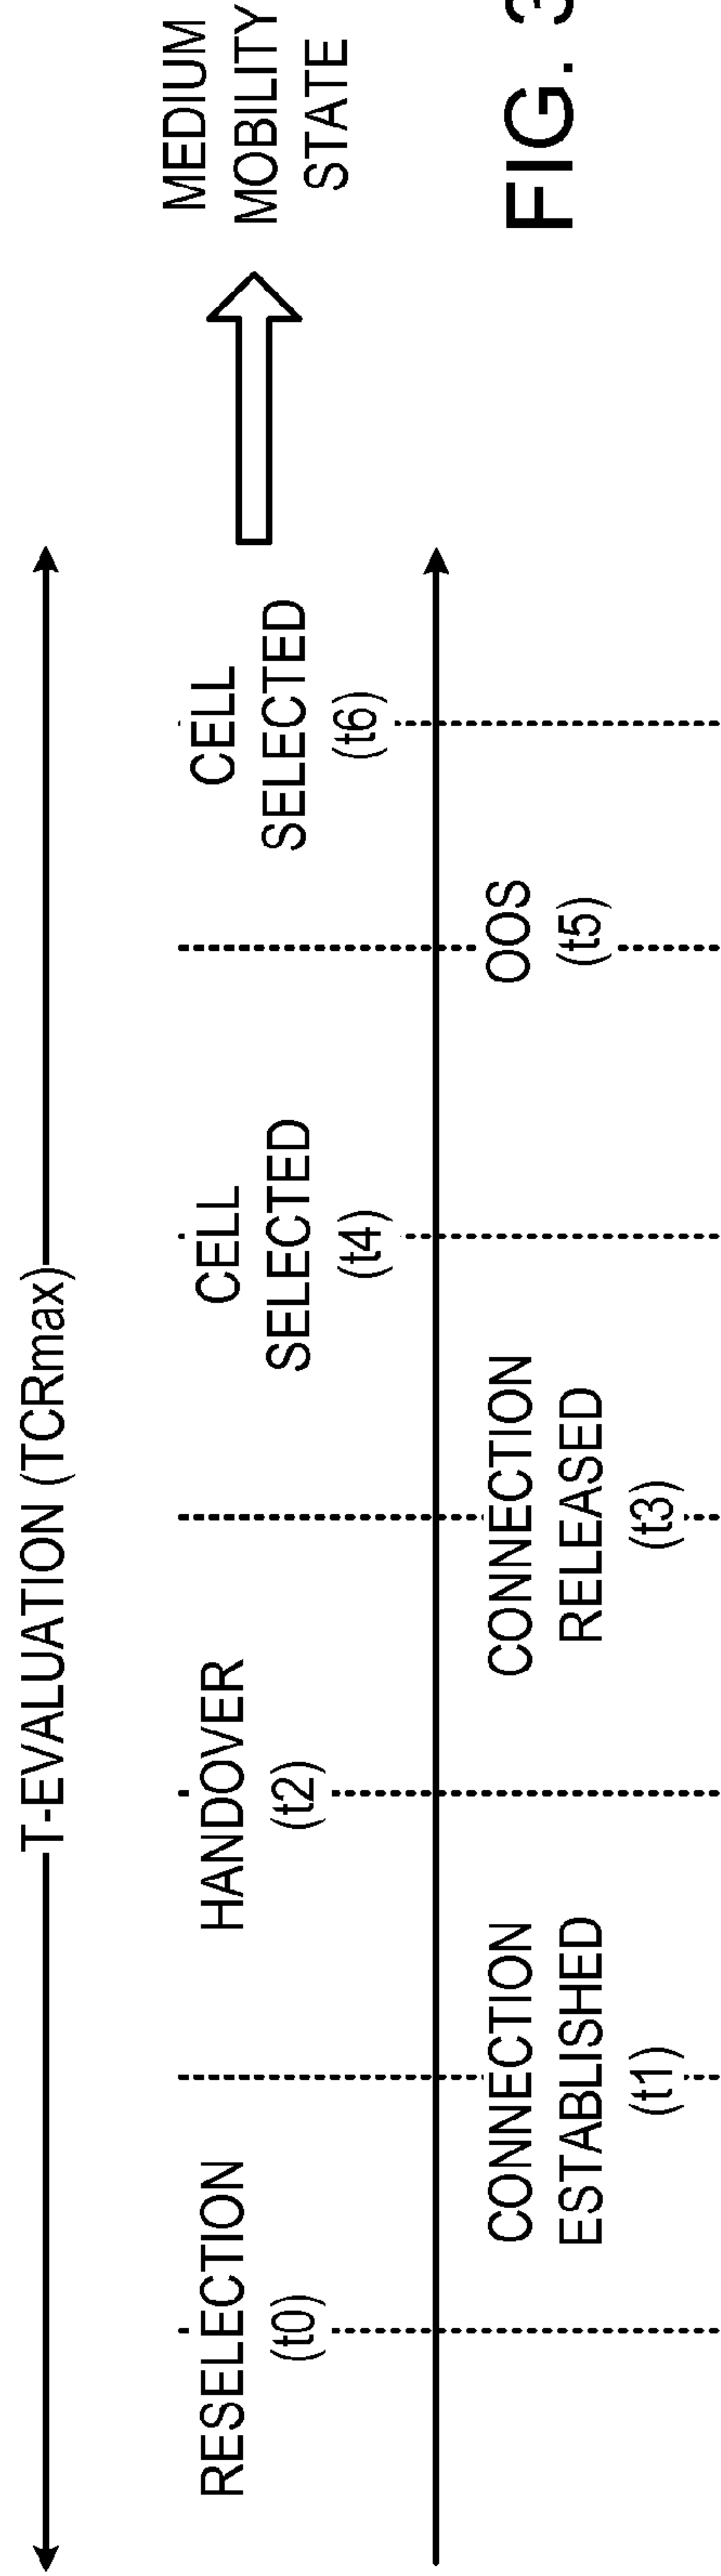 T-EVALUATION (TCRmax)
RESELECTION
(t0)
HANDOVER
(t2)
CELL
SELECTED
(t4)
CELL
SELECTED
(t6)
MEDIUM
MOBILITY
STATE
CONNECTION
ESTABLISHED
(t1)
CONNECTION
RELEASED
(t3)
OOS
(t5)
FIG. 3